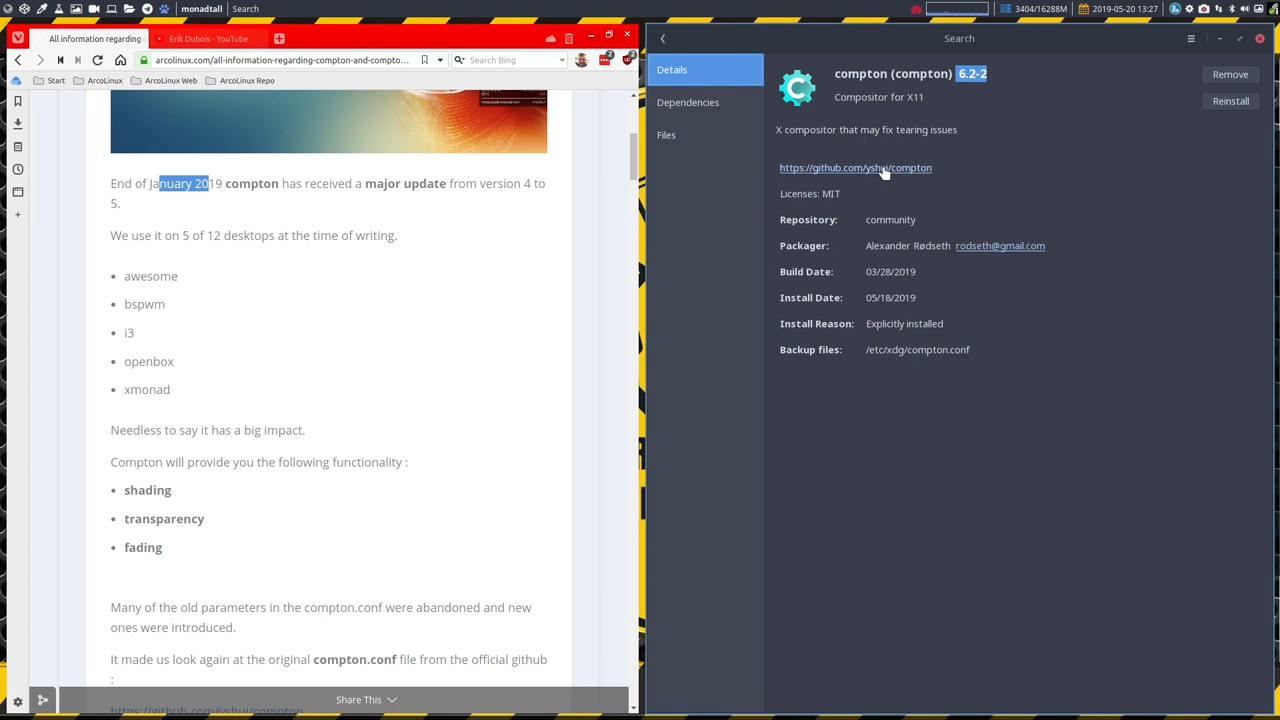 monadtall
Search
3404/16288M
2019-05-20 13:27
All information regarding
Erik Dubois - YouTube
arcolinux.com/all-information-regarding-compton-and-compto...
Search Bing
Start
ArcoLinux
ArcoLinux Web
ArcoLinux Repo
End of January 2019 compton has received a major update from version 4 to
5.
We use it on 5 of 12 desktops at the time of writing.
• awesome
• bspwm
• i3
• openbox
• xmonad
Needless to say it has a big impact.
Compton will provide you the following functionality :
• shading
• transparency
• fading
Many of the old parameters in the compton.conf were abandoned and new
ones were introduced.
It made us look again at the original compton.conf file from the official github
:
https://github.com/yshui/compton
Share This
Search
Details
Dependencies
Files
compton (compton) 6.2-2
Compositor for X11
Remove
Reinstall
X compositor that may fix tearing issues
https://github.com/yshui/compton
Licenses: MIT
Repository: community
Packager: Alexander Rødseth rodseth@gmail.com
Build Date: 03/28/2019
Install Date: 05/18/2019
Install Reason: Explicitly installed
Backup files: /etc/xdg/compton.conf